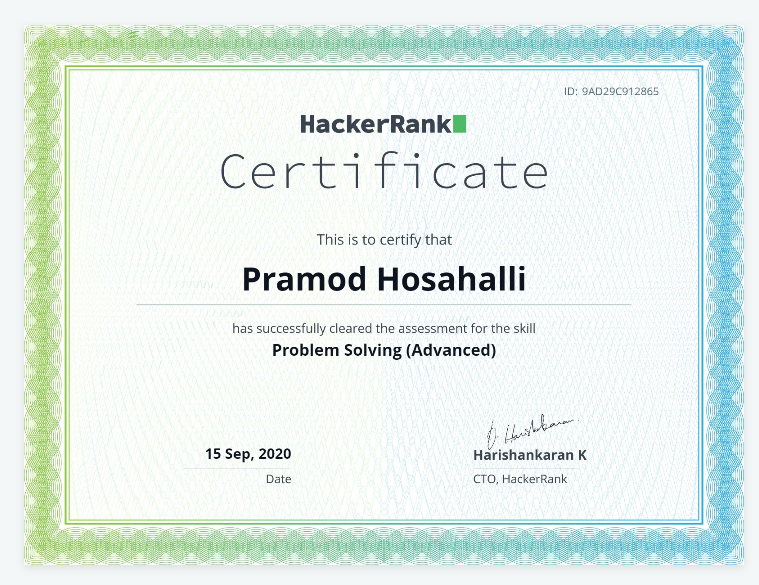 ID: 9AD29C912865
HackerRank
Certificate
This is to certify that
Pramod Hosahalli
has successfully cleared the assessment for the skill
Problem Solving (Advanced)
15 Sep, 2020
Date
Harishankaran K
CTO, HackerRank